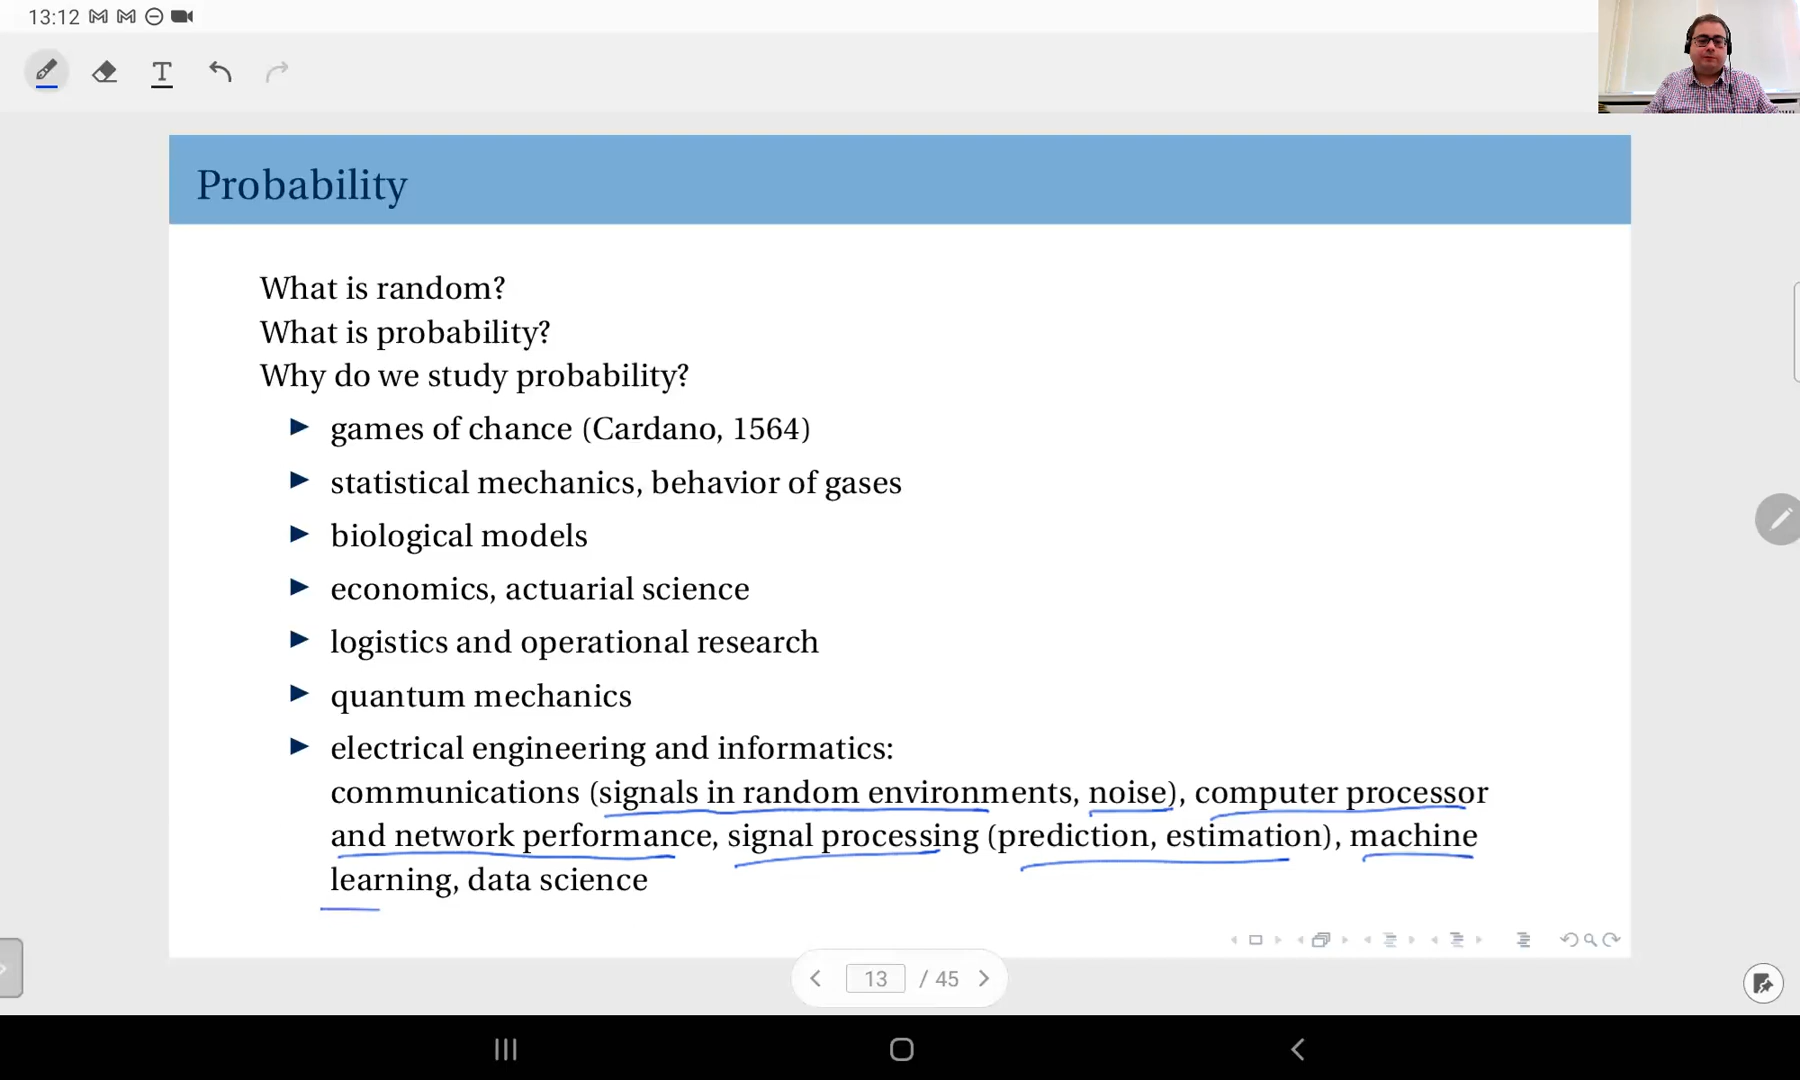 13:12
T
Probability
What is random?
What is probability?
Why do we study probability?
games of chance (Cardano, 1564)
statistical mechanics, behavior of gases
biological models
economics, actuarial science
logistics and operational research
quantum mechanics
electrical engineering and informatics:
communications (signals in random environments, noise), computer processor
and network performance, signal processing (prediction, estimation), machine
learning, data science
13 / 45